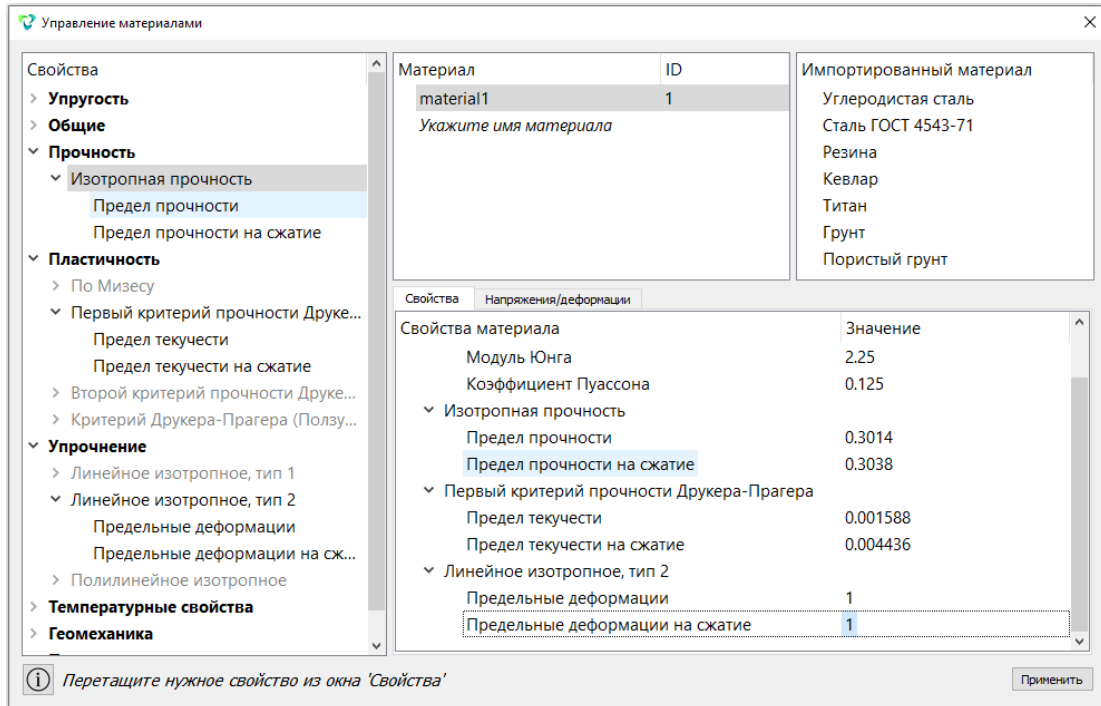 Управление материалами
Свойства
Упругость
Общие
Прочность
Изотропная прочность
Предел прочности
Предел прочности на сжатие
Пластичность
По Мизесу
Первый критерий прочности Друке...
Предел текучести
Предел текучести на сжатие
Второй критерий прочности Друке...
Критерий Друкера-Прагера (Ползу...
Упрочнение
Линейное изотропное, тип 1
Линейное изотропное, тип 2
Предельные деформации
Предельные деформации на сж...
Полилинейное изотропное
Температурные свойства
Геомеханика
Материал ID
material1 1
Укажите имя материала
Импортированный материал
Углеродистая сталь
Сталь ГОСТ 4543-71
Резина
Кевлар
Титан
Грунт
Пористый грунт
Свойства Напряжения/деформации
Свойства материала Значение
Модуль Юнга 2.25
Коэффициент Пуассона 0.125
Изотропная прочность
Предел прочности 0.3014
Предел прочности на сжатие 0.3038
Первый критерий прочности Друкера-Прагера
Предел текучести 0.001588
Предел текучести на сжатие 0.004436
Линейное изотропное, тип 2
Предельные деформации 1
Предельные деформации на сжатие 1
Перетащите нужное свойство из окна 'Свойства'
Применить